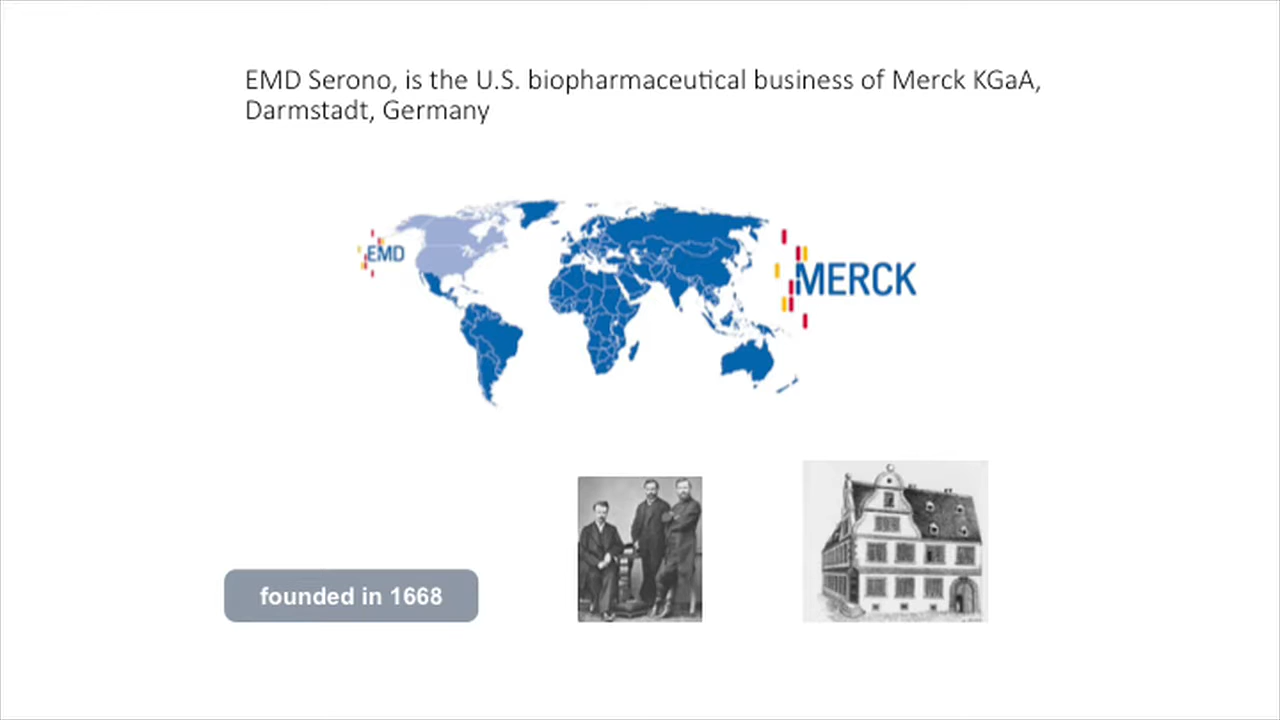 EMD Serono, is the U.S. biopharmaceutical business of Merck KGaA,
Darmstadt, Germany
EMD
MERCK
founded in 1668